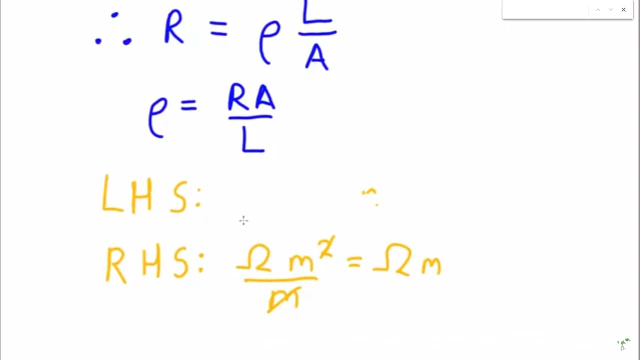 ∴ R = ρ L/A
ρ = RA/L
LHS:
RHS: Ω m²/m = Ω m